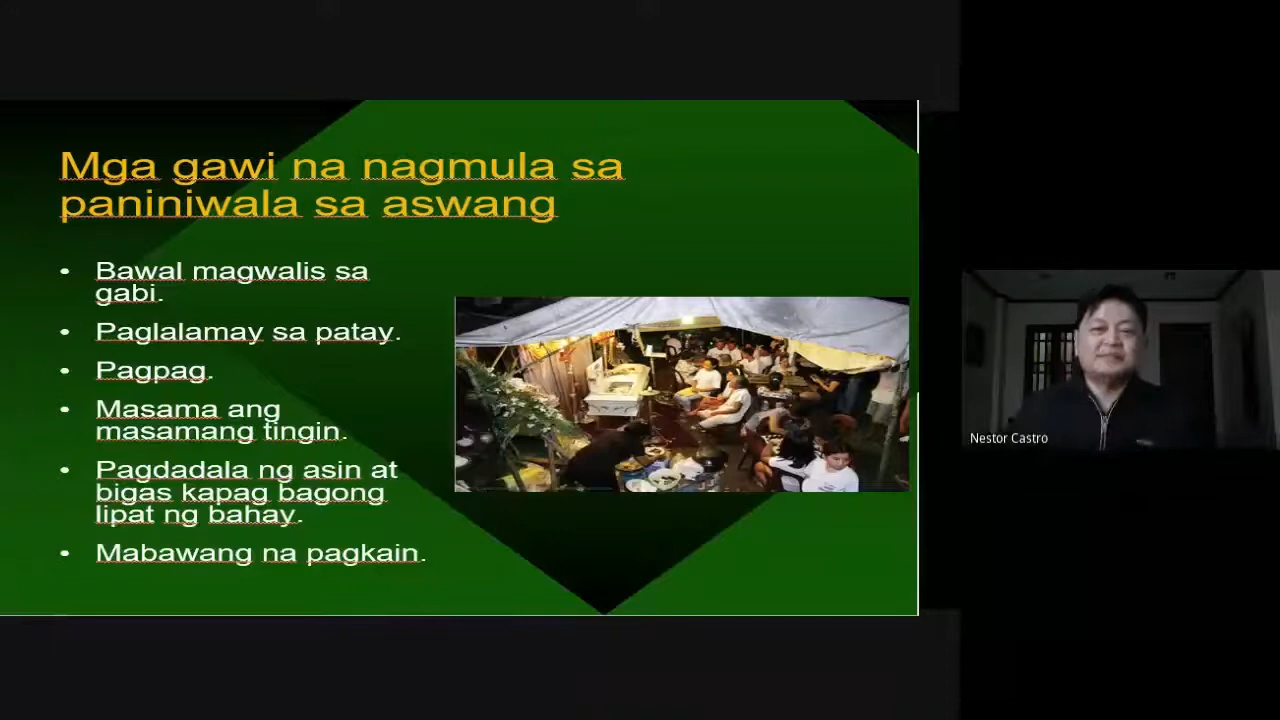 Mga gawi na nagmula sa
paniniwala sa aswang
• Bawal magwalis sa
gabi.
• Paglalamay sa patay.
• Pagpag.
• Masama ang
masamang tingin.
• Pagdadala ng asin at
bigas kapag bagong
lipat ng bahay.
• Mabawang na pagkain.
Nestor Castro